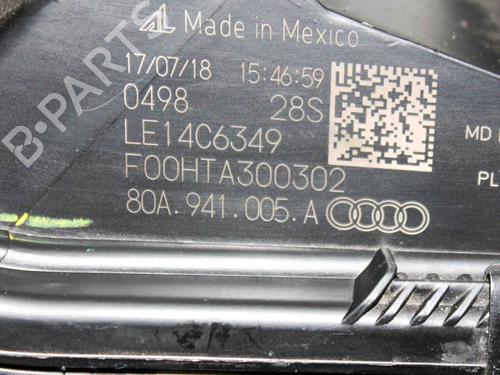 AL Made in Mexico
17/07/18 15:46:59
0498 28S
LE14C6349
F00HTA300302
80A.941.005.A
MD
PL
B-PARTS